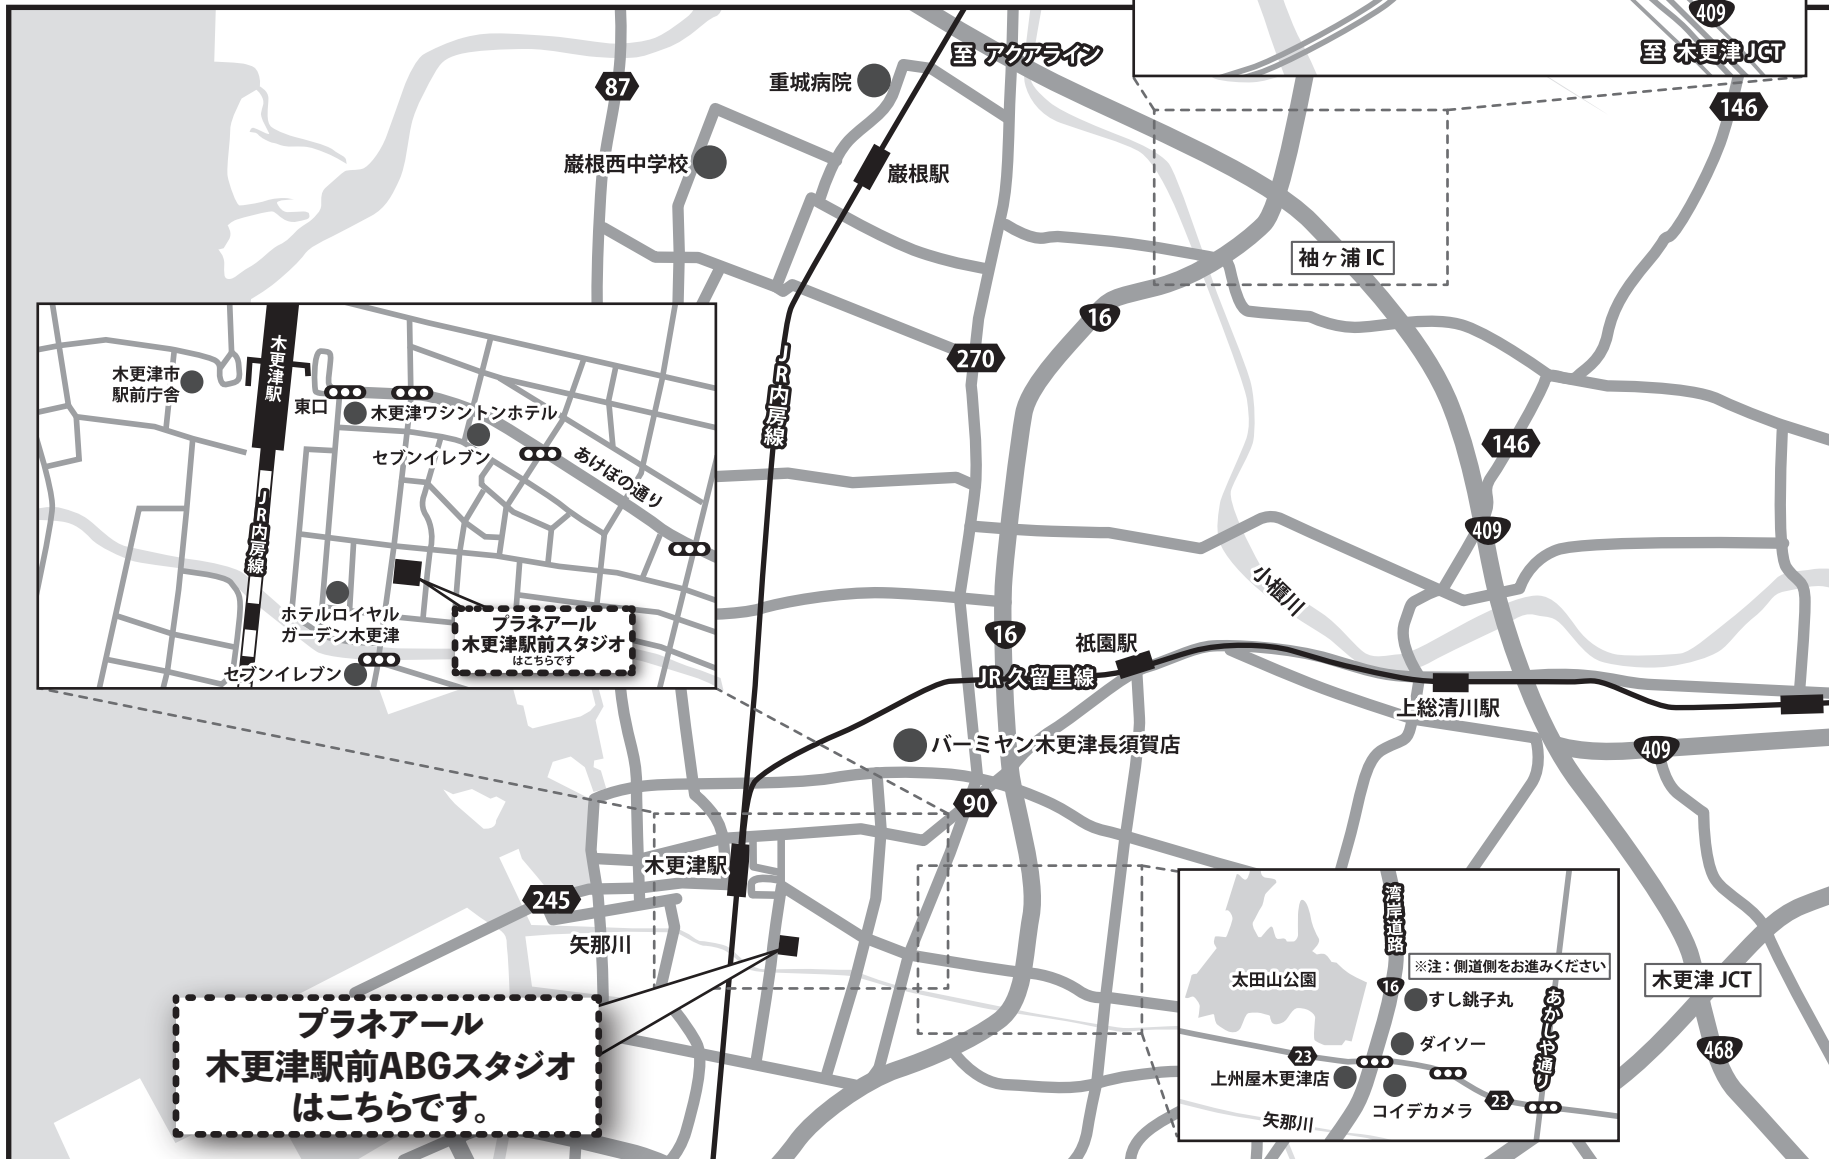 409
至 木更津 JCT
至 アクアライン
87
重城病院
146
巌根西中学校
巌根駅
袖ヶ浦 IC
16
270
JR内房線
木更津駅
木更津市
駅前庁舎
東口
木更津ワシントンホテル
セブンイレブン
あけぼの通り
JR内房線
ホテルロイヤル
ガーデン木更津
プラネアール
木更津駅前スタジオ
はこちらです
セブンイレブン
146
409
小櫃川
16
祇園駅
JR 久留里線
上総清川駅
バーミヤン木更津長須賀店
409
90
木更津駅
245
矢那川
プラネアール
木更津駅前ABGスタジオ
はこちらです。
湾岸道路
※注：側道側をお進みください
太田山公園
16
すし銚子丸
あかしや通り
ダイソー
23
上州屋木更津店
コイデカメラ
23
矢那川
木更津 JCT
468